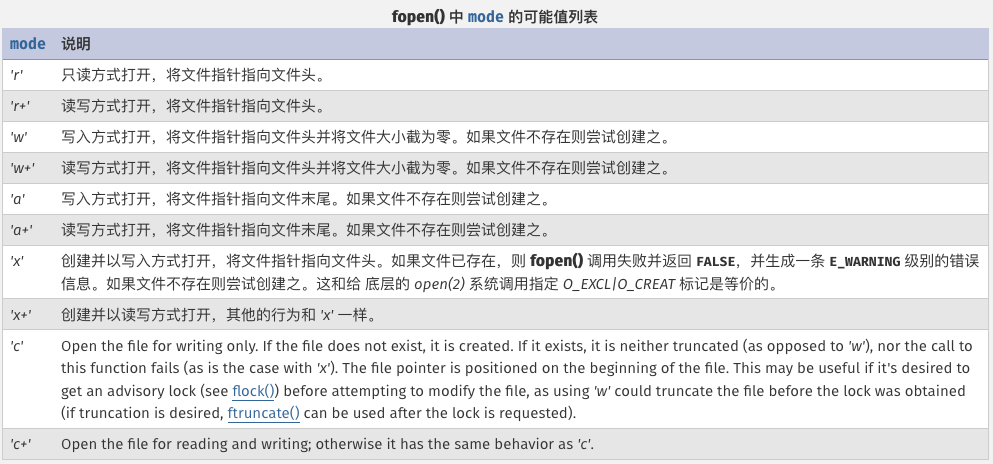 fopen() 中 mode 的可能值列表
mode 说明
'r' 只读方式打开，将文件指针指向文件头。
'r+' 读写方式打开，将文件指针指向文件头。
'w' 写入方式打开，将文件指针指向文件头并将文件大小截为零。如果文件不存在则尝试创建之。
'w+' 读写方式打开，将文件指针指向文件头并将文件大小截为零。如果文件不存在则尝试创建之。
'a' 写入方式打开，将文件指针指向文件末尾。如果文件不存在则尝试创建之。
'a+' 读写方式打开，将文件指针指向文件末尾。如果文件不存在则尝试创建之。
'x' 创建并以写入方式打开，将文件指针指向文件头。如果文件已存在，则 fopen() 调用失败并返回 FALSE，并生成一条 E_WARNING 级别的错误
信息。如果文件不存在则尝试创建之。这和给 底层的 open(2) 系统调用指定 O_EXCL|O_CREAT 标记是等价的。
'x+' 创建并以读写方式打开，其他的行为和 'x' 一样。
'c' Open the file for writing only. If the file does not exist, it is created. If it exists, it is neither truncated (as opposed to 'w'), nor the call to
this function fails (as is the case with 'x'). The file pointer is positioned on the beginning of the file. This may be useful if it's desired to
get an advisory lock (see flock()) before attempting to modify the file, as using 'w' could truncate the file before the lock was obtained
(if truncation is desired, ftruncate() can be used after the lock is requested).
'c+' Open the file for reading and writing; otherwise it has the same behavior as 'c'.